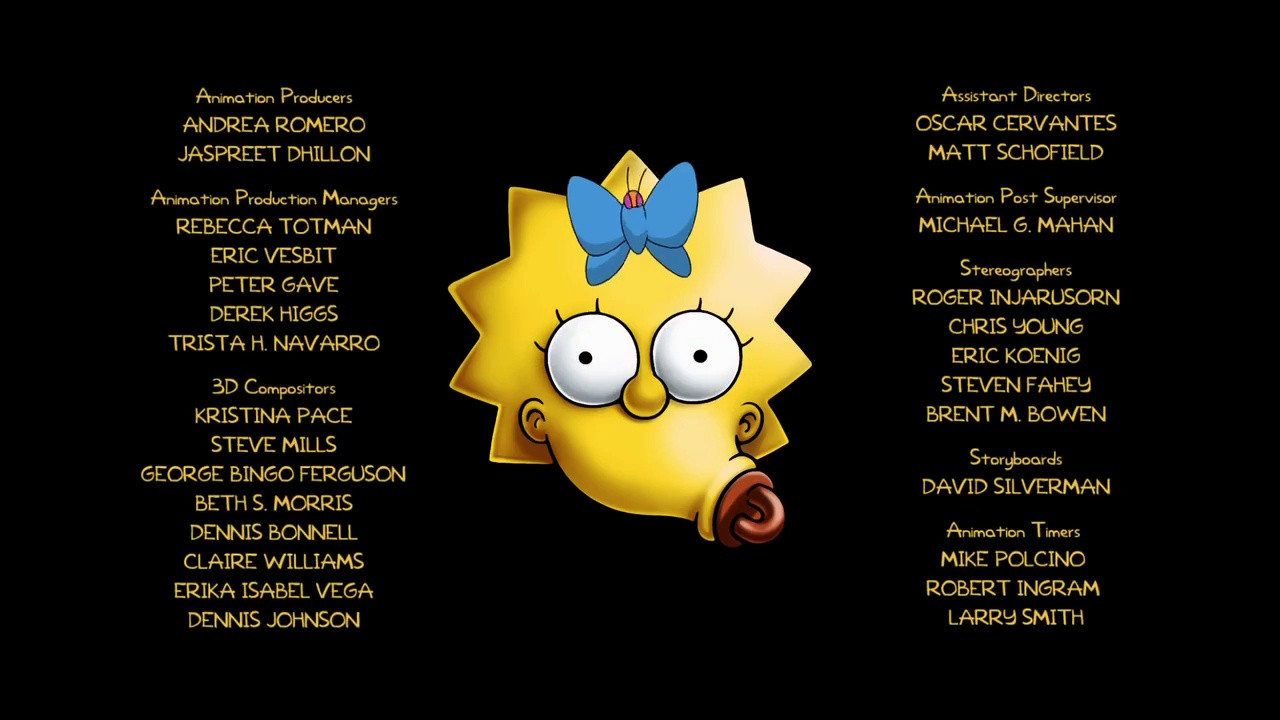 Animation Producers
ANDREA ROMERO
JASPREET DHILLON
Animation Production Managers
REBECCA TOTMAN
ERIC VESBIT
PETER GAVE
DEREK HIGGS
TRISTA H. NAVARRO
3D Compositors
KRISTINA PACE
STEVE MILLS
GEORGE BINGO FERGUSON
BETH S. MORRIS
DENNIS BONNELL
CLAIRE WILLIAMS
ERIKA ISABEL VEGA
DENNIS JOHNSON
Assistant Directors
OSCAR CERVANTES
MATT SCHOFIELD
Animation Post Supervisor
MICHAEL G. MAHAN
Stereographers
ROGER INJARUSORN
CHRIS YOUNG
ERIC KOENIG
STEVEN FAHEY
BRENT M. BOWEN
Storyboards
DAVID SILVERMAN
Animation Timers
MIKE POLCINO
ROBERT INGRAM
LARRY SMITH